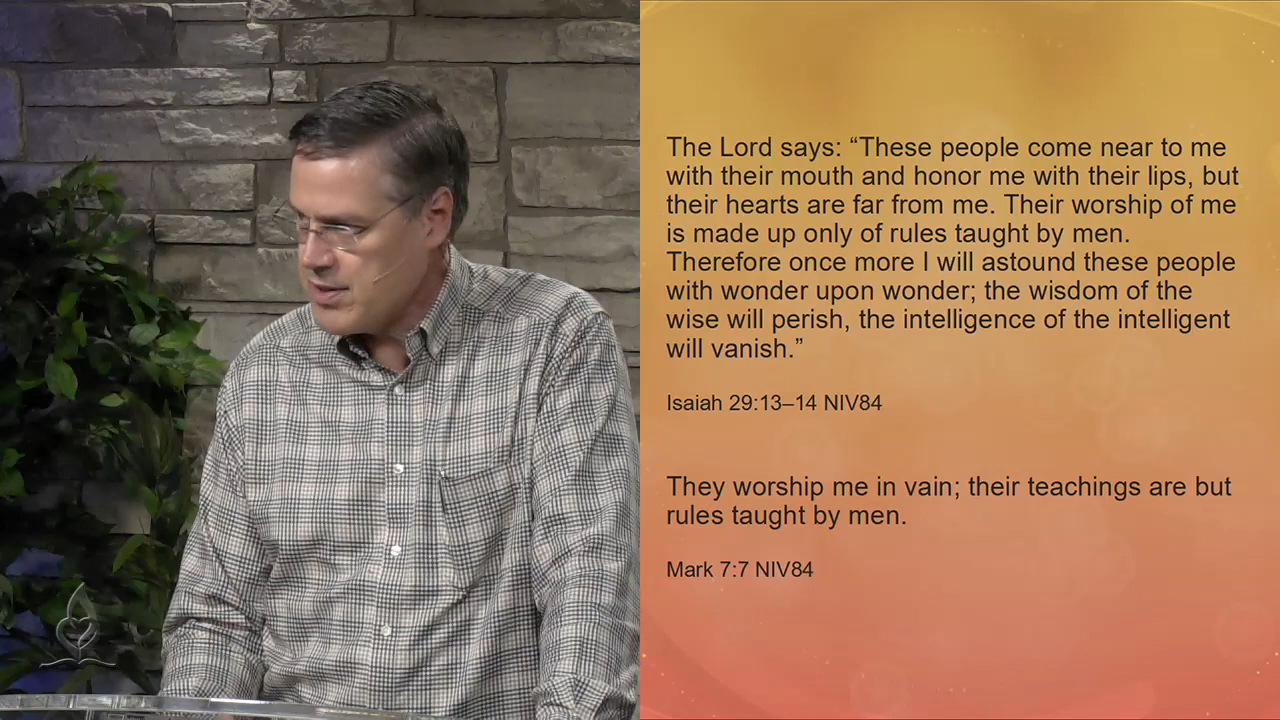 The Lord says: “These people come near to me
with their mouth and honor me with their lips, but
their hearts are far from me. Their worship of me
is made up only of rules taught by men.
Therefore once more I will astound these people
with wonder upon wonder; the wisdom of the
wise will perish, the intelligence of the intelligent
will vanish.”
Isaiah 29:13–14 NIV84
They worship me in vain; their teachings are but
rules taught by men.
Mark 7:7 NIV84